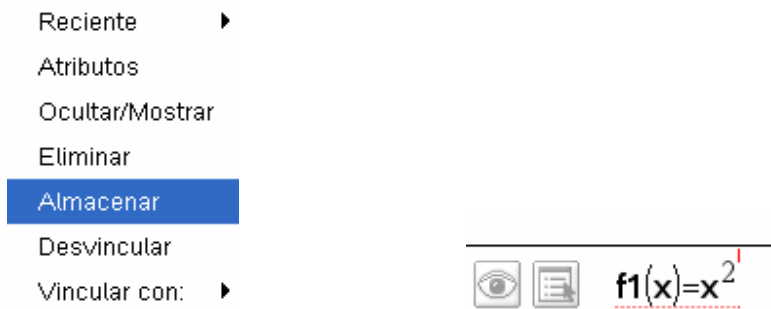 Reciente
Atributos
Ocultar/Mostrar
Eliminar
Almacenar
Desvincular
Vincular con:
f1(x)=x²